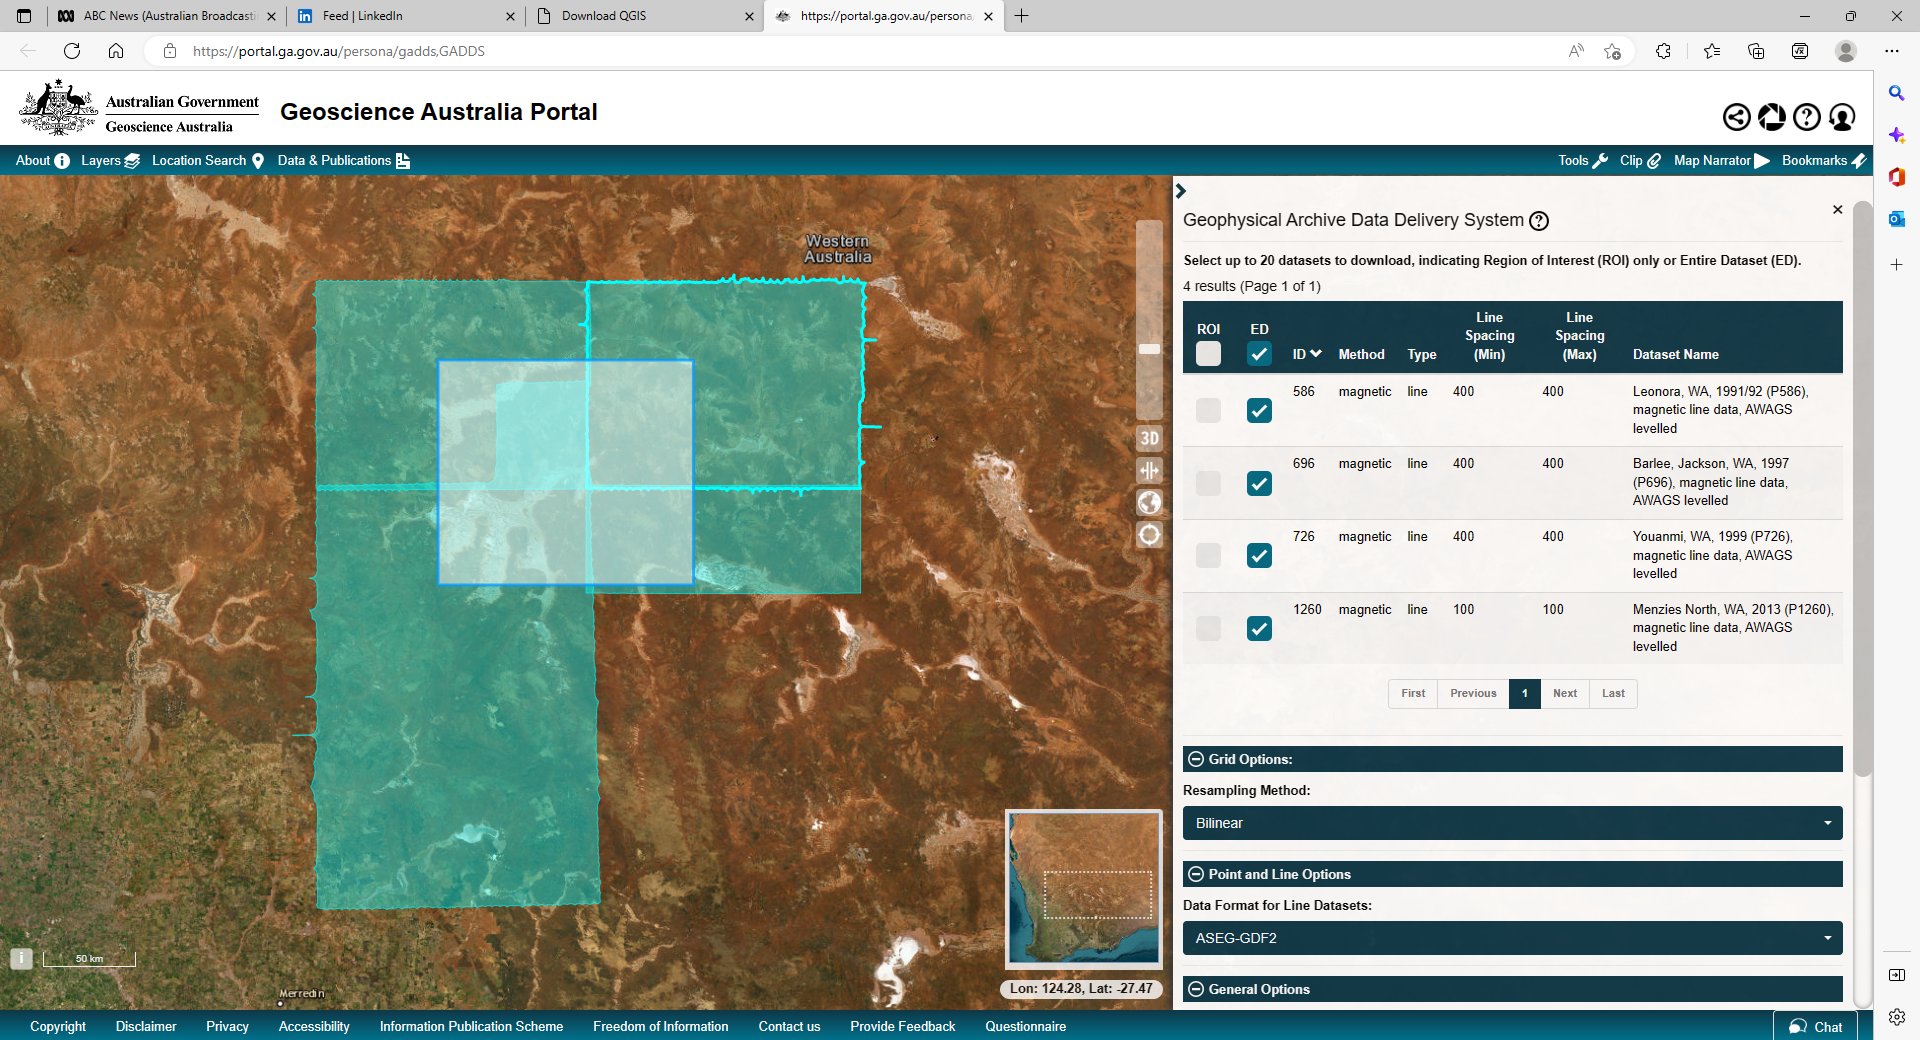 ABC News (Australian Broadcasti
Feed | LinkedIn
Download QGIS
https://portal.ga.gov.au/persona
https://portal.ga.gov.au/persona/gadds,GADDS
Australian Government
Geoscience Australia
Geoscience Australia Portal
About Layers Location Search Data & Publications
Tools Clip Map Narrator Bookmarks
Western
Australia
3D
50 km
Merredin
Lon: 124.28, Lat: -27.47
Geophysical Archive Data Delivery System
Select up to 20 datasets to download, indicating Region of Interest (ROI) only or Entire Dataset (ED).
4 results (Page 1 of 1)
ROI ED ID Method Type Line Spacing (Min) Line Spacing (Max) Dataset Name
586 magnetic line 400 400 Leonora, WA, 1991/92 (P586),
magnetic line data, AWAGS
levelled
696 magnetic line 400 400 Barlee, Jackson, WA, 1997
(P696), magnetic line data,
AWAGS levelled
726 magnetic line 400 400 Youanmi, WA, 1999 (P726),
magnetic line data, AWAGS
levelled
1260 magnetic line 100 100 Menzies North, WA, 2013 (P1260),
magnetic line data, AWAGS
levelled
First Previous 1 Next Last
Grid Options:
Resampling Method:
Bilinear
Point and Line Options
Data Format for Line Datasets:
ASEG-GDF2
General Options
Copyright Disclaimer Privacy Accessibility Information Publication Scheme Freedom of Information Contact us Provide Feedback Questionnaire
Chat